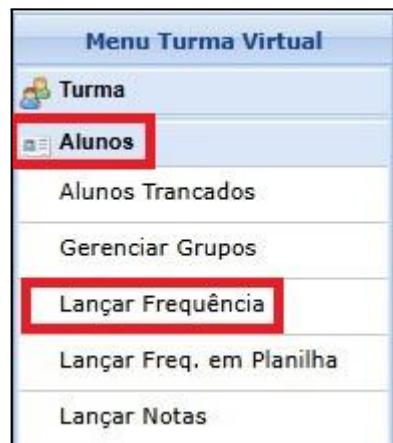 Menu Turma Virtual
Turma
Alunos
Alunos Trancados
Gerenciar Grupos
Lançar Frequência
Lançar Freq. em Planilha
Lançar Notas